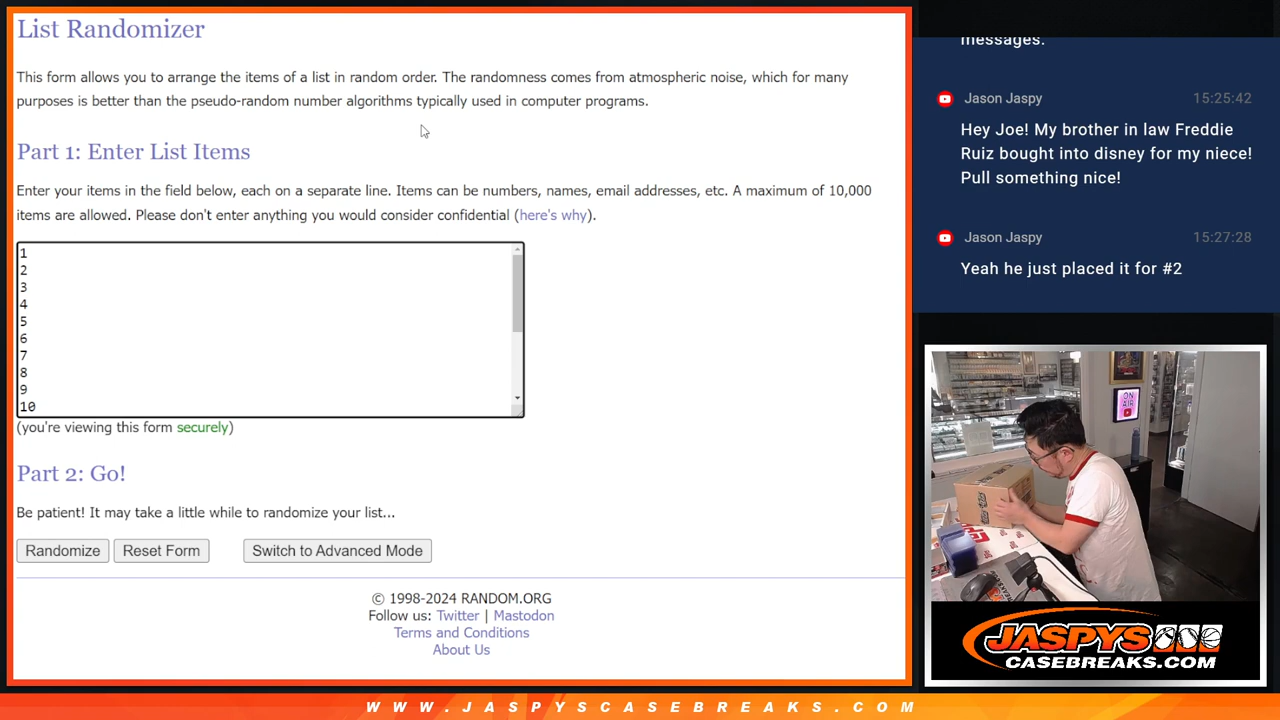 List Randomizer
This form allows you to arrange the items of a list in random order. The randomness comes from atmospheric noise, which for many
purposes is better than the pseudo-random number algorithms typically used in computer programs.
Part 1: Enter List Items
Enter your items in the field below, each on a separate line. Items can be numbers, names, email addresses, etc. A maximum of 10,000
items are allowed. Please don't enter anything you would consider confidential (here's why).
1
2
3
4
5
6
7
8
9
10
(you're viewing this form securely)
Part 2: Go!
Be patient! It may take a little while to randomize your list...
Randomize Reset Form Switch to Advanced Mode
© 1998-2024 RANDOM.ORG
Follow us: Twitter | Mastodon
Terms and Conditions
About Us
messages.
Jason Jaspy 15:25:42
Hey Joe! My brother in law Freddie
Ruiz bought into disney for my niece!
Pull something nice!
Jason Jaspy 15:27:28
Yeah he just placed it for #2
ON
AIR
JASPYS
CASEBREAKS.COM
WWW.JASPYSCASEBREAKS.COM